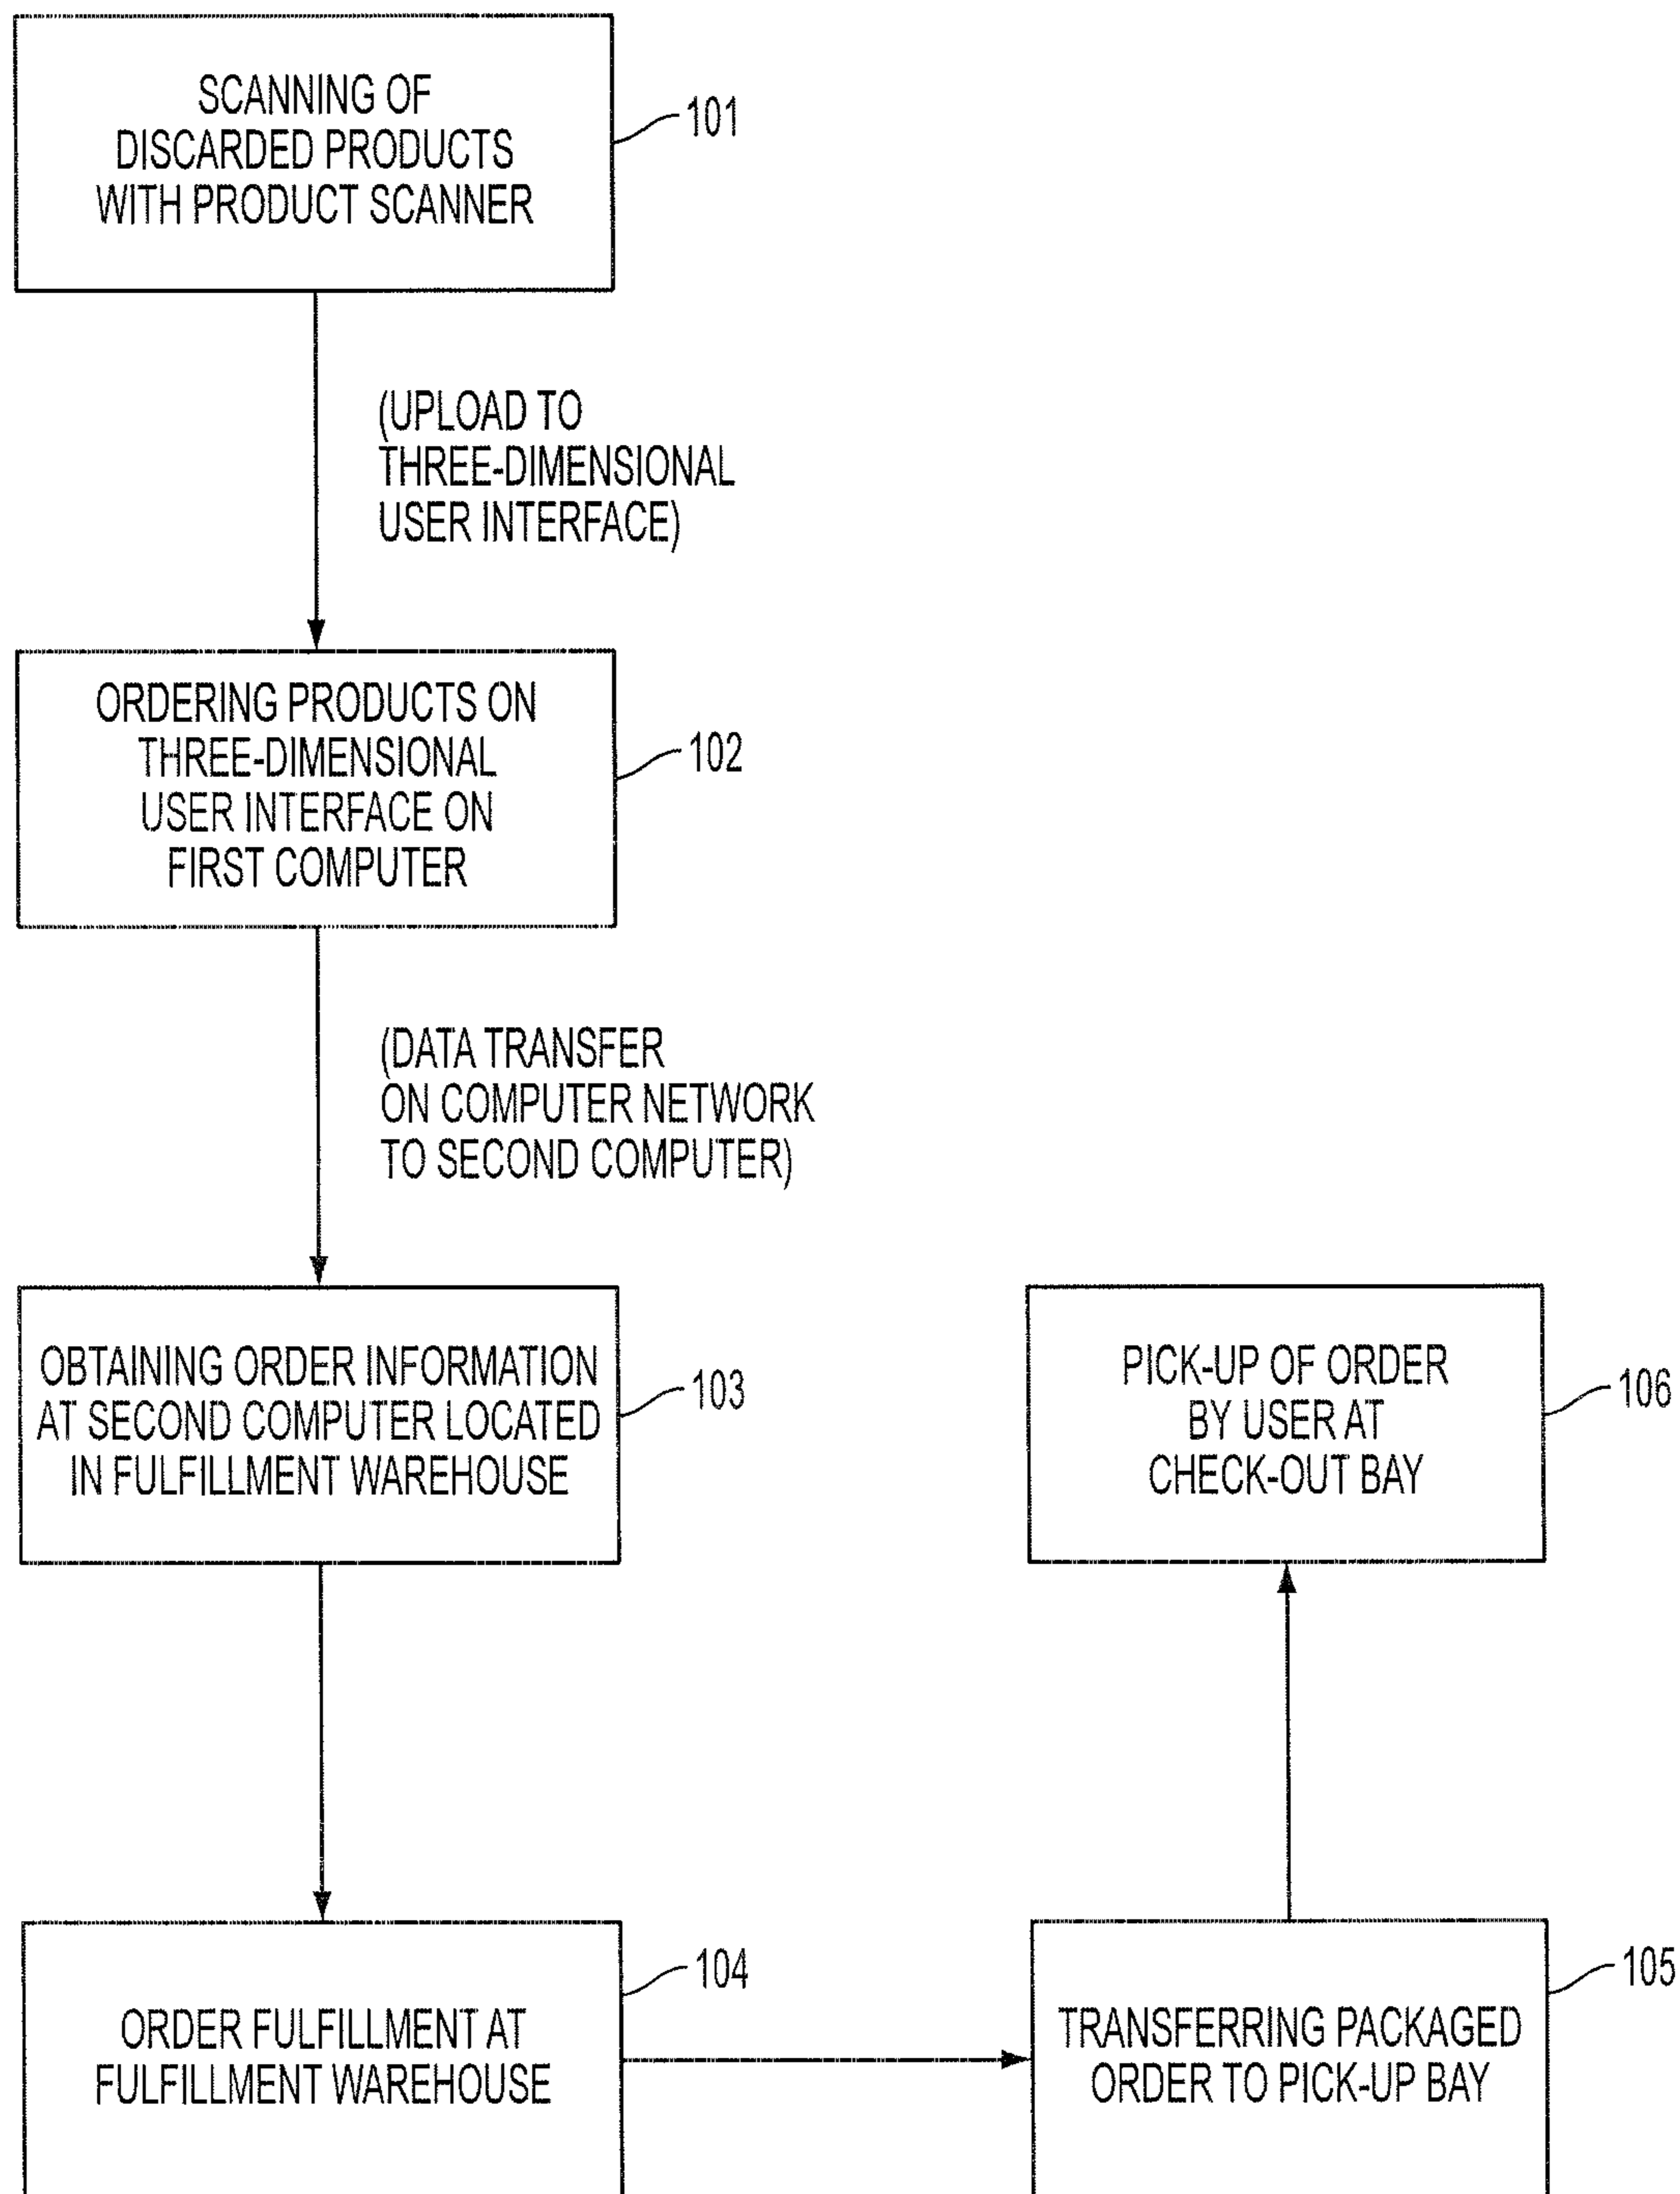 SCANNING OF
DISCARDED PRODUCTS
WITH PRODUCT SCANNER
101
(UPLOAD TO
THREE-DIMENSIONAL
USER INTERFACE)
ORDERING PRODUCTS ON
THREE-DIMENSIONAL
USER INTERFACE ON
FIRST COMPUTER
102
(DATA TRANSFER
ON COMPUTER NETWORK
TO SECOND COMPUTER)
OBTAINING ORDER INFORMATION
AT SECOND COMPUTER LOCATED
IN FULFILLMENT WAREHOUSE
103
ORDER FULFILLMENT AT
FULFILLMENT WAREHOUSE
104
TRANSFERRING PACKAGED
ORDER TO PICK-UP BAY
105
PICK-UP OF ORDER
BY USER AT
CHECK-OUT BAY
106